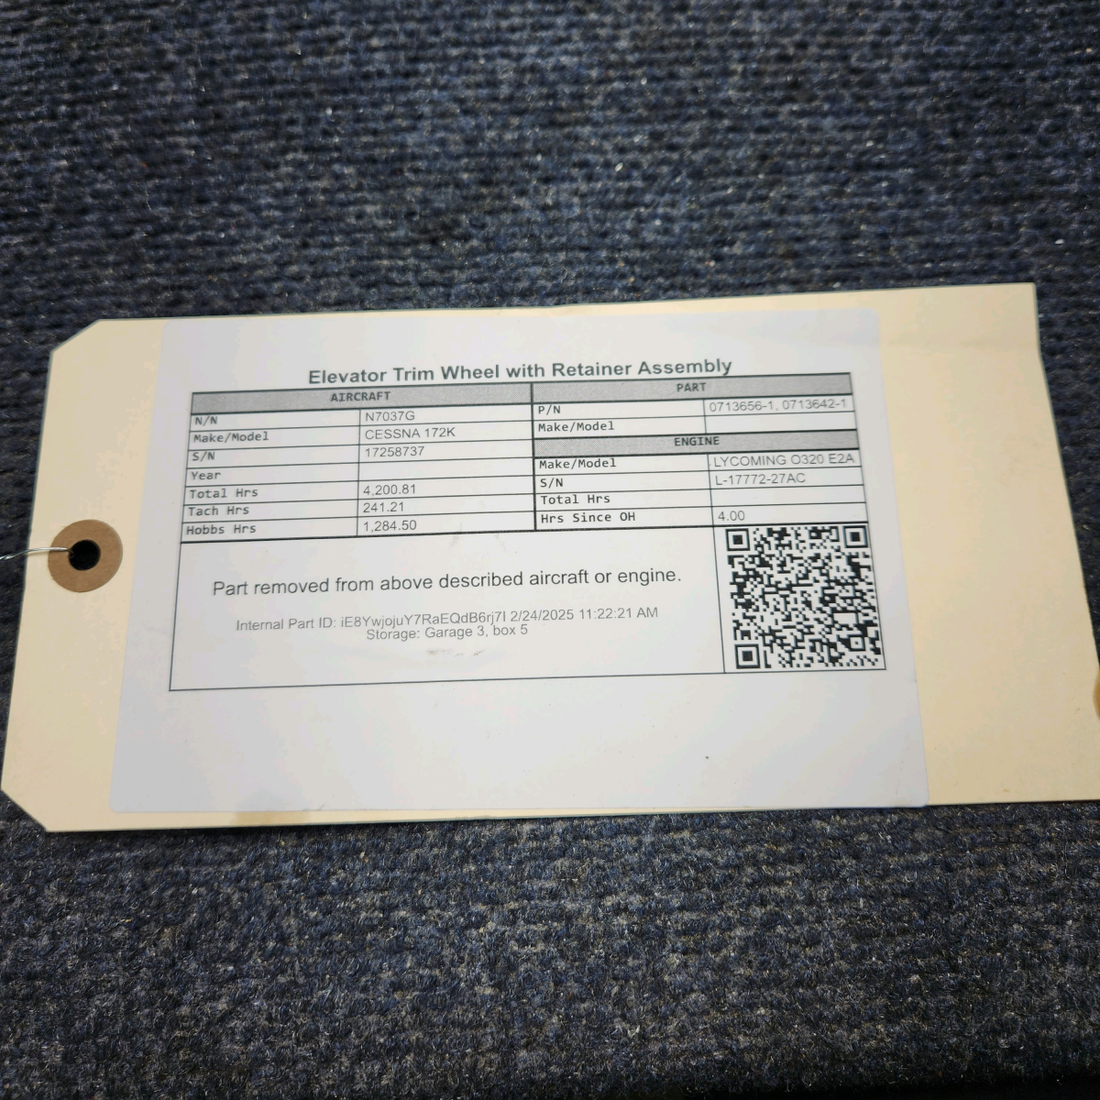 Elevator Trim Wheel with Retainer Assembly
AIRCRAFT
N/N N7037G
Make/Model CESSNA 172K
S/N 17258737
Year
Total Hrs 4,200.81
Tach Hrs 241.21
Hobbs Hrs 1,284.50
PART
P/N 0713656-1, 0713642-1
Make/Model
ENGINE
Make/Model LYCOMING O320 E2A
S/N L-17772-27AC
Total Hrs
Hrs Since OH 4.00
Part removed from above described aircraft or engine.
Internal Part ID: iE8YwjojuY7RaEQdB6rj7I 2/24/2025 11:22:21 AM
Storage: Garage 3, box 5